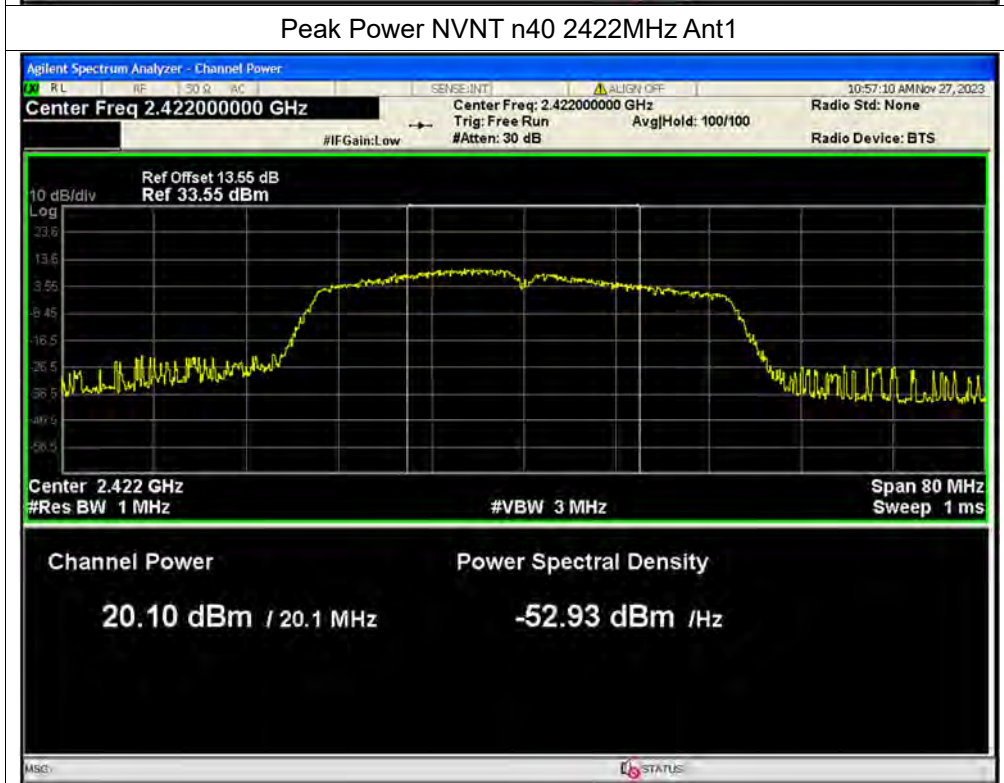 Peak Power NVNT n40 2422MHz Ant1
Agilent Spectrum Analyzer - Channel Power
RL RF 50 Ω AC SENSE:INT ALIGN OFF 10:57:10 AM Nov 27, 2023
Center Freq 2.422000000 GHz Center Freq: 2.422000000 GHz Radio Std: None
Trig: Free Run Avg|Hold: 100/100
#IFGain:Low #Atten: 30 dB Radio Device: BTS
Ref Offset 13.55 dB
10 dB/div Ref 33.55 dBm
Log
23.6
13.6
3.55
-6.45
-16.5
-26.5
-36.5
-46.5
-56.5
Center 2.422 GHz Span 80 MHz
#Res BW 1 MHz #VBW 3 MHz Sweep 1 ms
Channel Power Power Spectral Density
20.10 dBm / 20.1 MHz -52.93 dBm /Hz
MSG STATUS